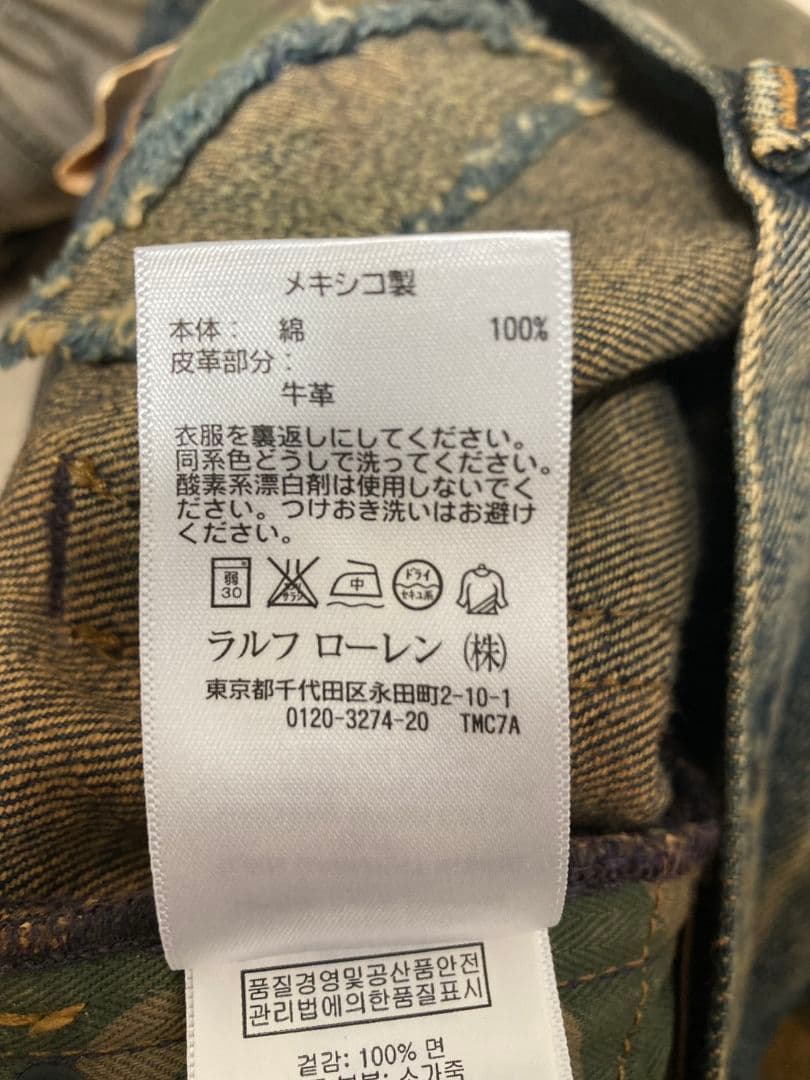 メキシコ製
本体： 綿 100%
皮革部分：
牛革
衣服を裏返しにしてください。
同系色どうしで洗ってください。
酸素系漂白剤は使用しないでく
ださい。つけおき洗いはお避け
ください。
弱 30 中 ドライ セキユ系
ラルフ ローレン (株)
東京都千代田区永田町2-10-1
0120-3274-20 TMC7A
품질경영및공산품안전
관리법에의한품질표시
겉감: 100% 면
소가죽